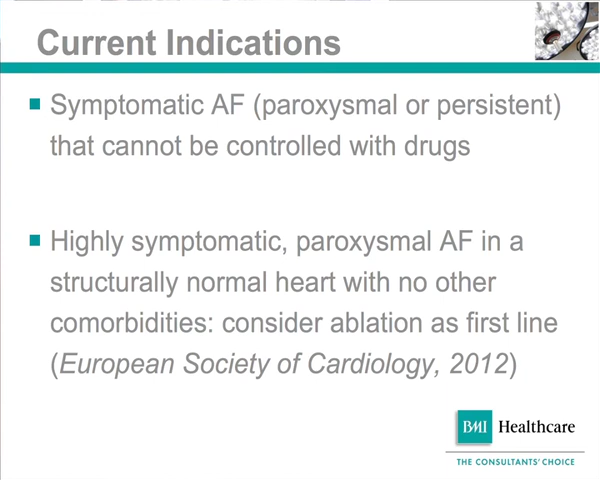 Current Indications
Symptomatic AF (paroxysmal or persistent)
that cannot be controlled with drugs
Highly symptomatic, paroxysmal AF in a
structurally normal heart with no other
comorbidities: consider ablation as first line
(European Society of Cardiology, 2012)
BMI Healthcare
THE CONSULTANTS' CHOICE